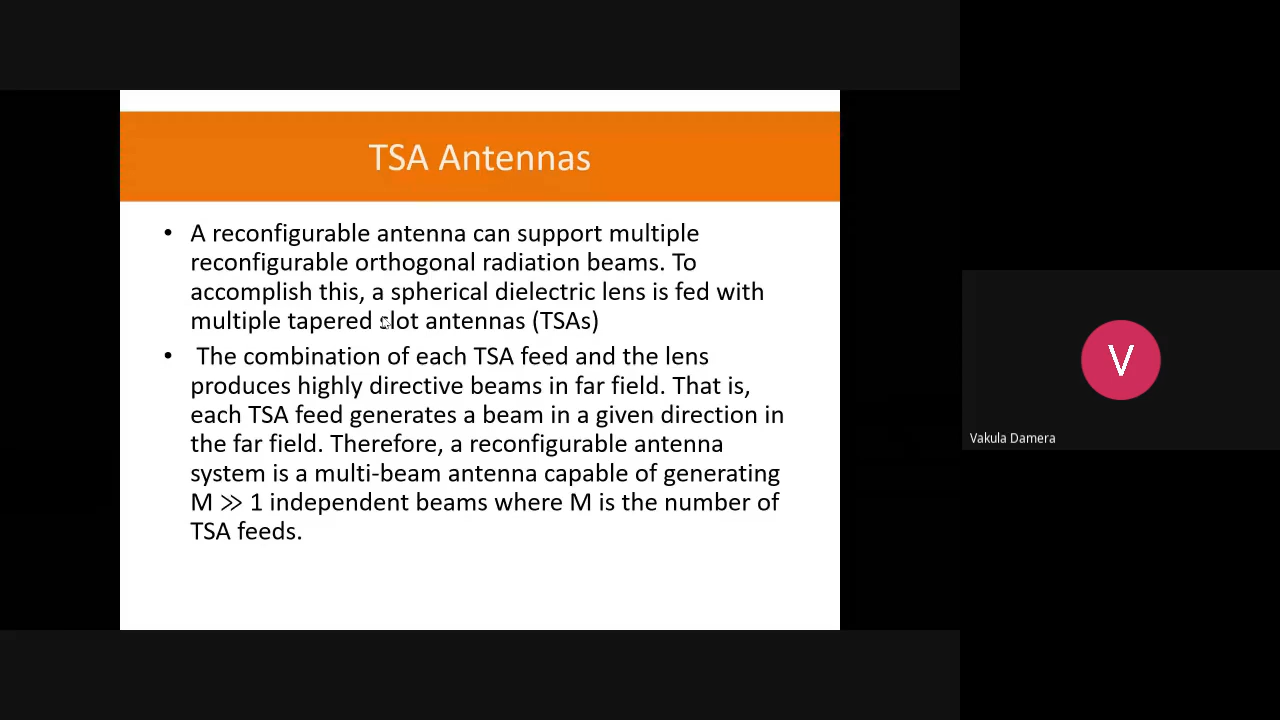 TSA Antennas
• A reconfigurable antenna can support multiple
reconfigurable orthogonal radiation beams. To
accomplish this, a spherical dielectric lens is fed with
multiple tapered slot antennas (TSAs)
• The combination of each TSA feed and the lens
produces highly directive beams in far field. That is,
each TSA feed generates a beam in a given direction in
the far field. Therefore, a reconfigurable antenna
system is a multi-beam antenna capable of generating
M ≫ 1 independent beams where M is the number of
TSA feeds.
V
Vakula Damera